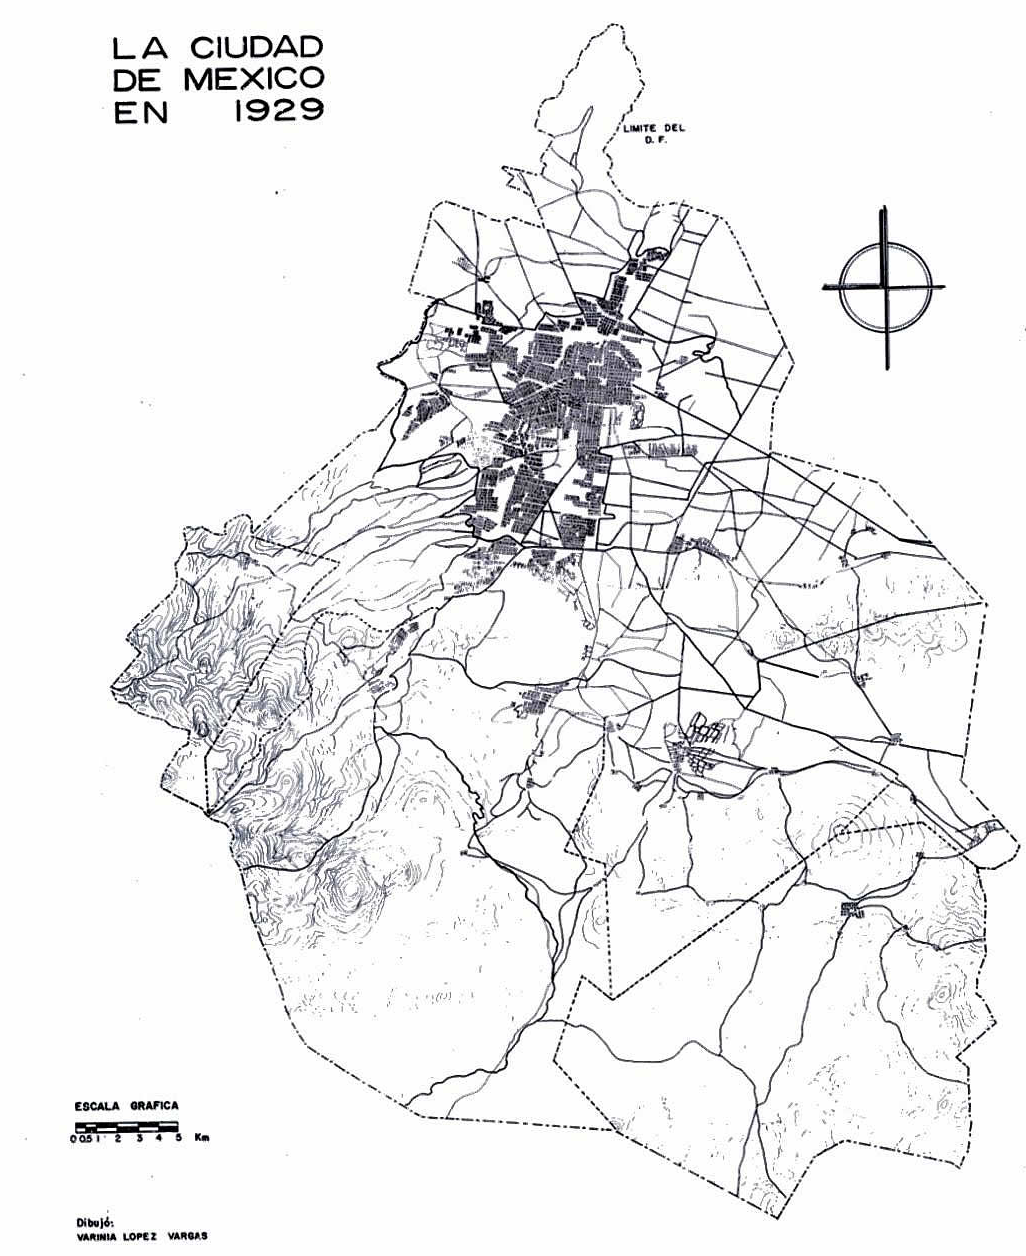 LA CIUDAD
DE MEXICO
EN 1929
LIMITE DEL
D. F.
ESCALA GRAFICA
0 0.5 1 2 3 4 5 Km
Dibujó:
VARINIA LOPEZ VARGAS